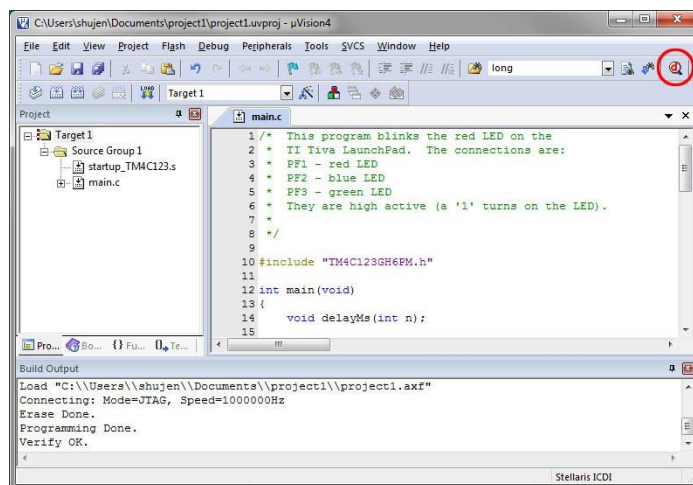 C:\Users\shujen\Documents\project1\project1.uvproj - µVision4
File Edit View Project Flash Debug Peripherals Tools SVCS Window Help
long
LOAD Target 1
Project
main.c
Target 1
Source Group 1
startup_TM4C123.s
main.c
1 /* This program blinks the red LED on the
2 * TI Tiva LaunchPad. The connections are:
3 * PF1 - red LED
4 * PF2 - blue LED
5 * PF3 - green LED
6 * They are high active (a '1' turns on the LED).
7 *
8 */
9
10 #include "TM4C123GH6PM.h"
11
12 int main(void)
13 {
14 void delayMs(int n);
15
Pro... Bo... {} Fu... Te...
Build Output
Load "C:\\Users\\shujen\\Documents\\project1\\project1.axf"
Connecting: Mode=JTAG, Speed=1000000Hz
Erase Done.
Programming Done.
Verify OK.
Stellaris ICDI